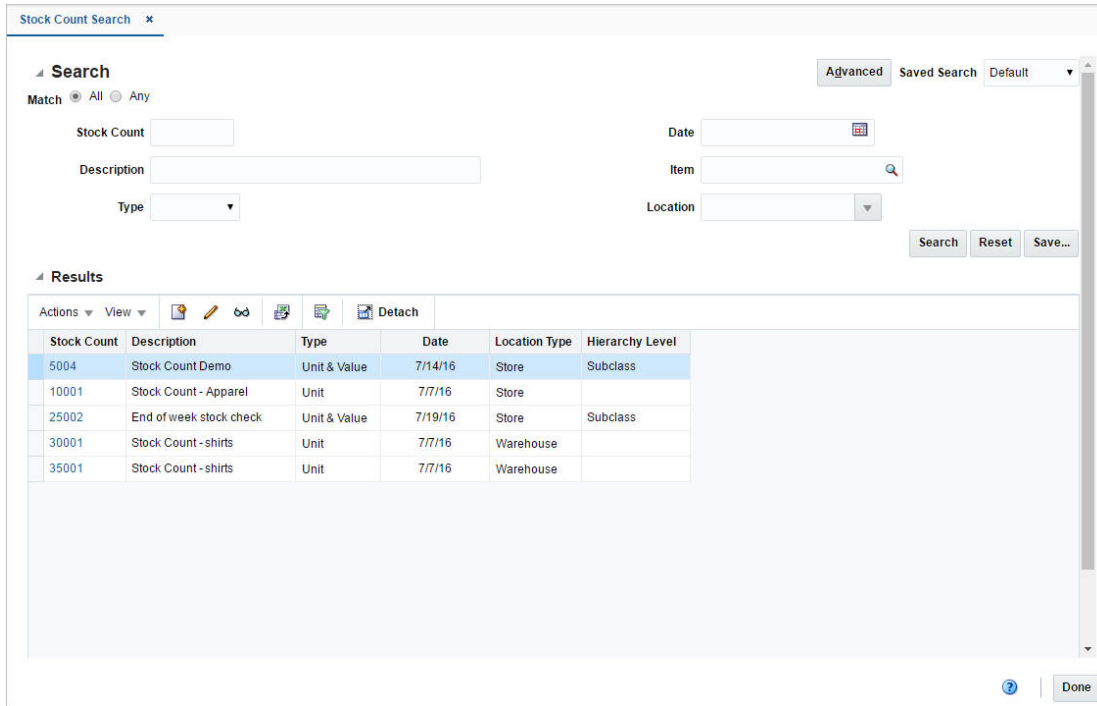 Stock Count Search ×
Search
Advanced Saved Search Default
Match All Any
Stock Count Date
Description Item
Type Location
Search Reset Save...
Results
Actions View Detach
Stock Count Description Type Date Location Type Hierarchy Level
5004 Stock Count Demo Unit & Value 7/14/16 Store Subclass
10001 Stock Count - Apparel Unit 7/7/16 Store
25002 End of week stock check Unit & Value 7/19/16 Store Subclass
30001 Stock Count - shirts Unit 7/7/16 Warehouse
35001 Stock Count - shirts Unit 7/7/16 Warehouse
? Done